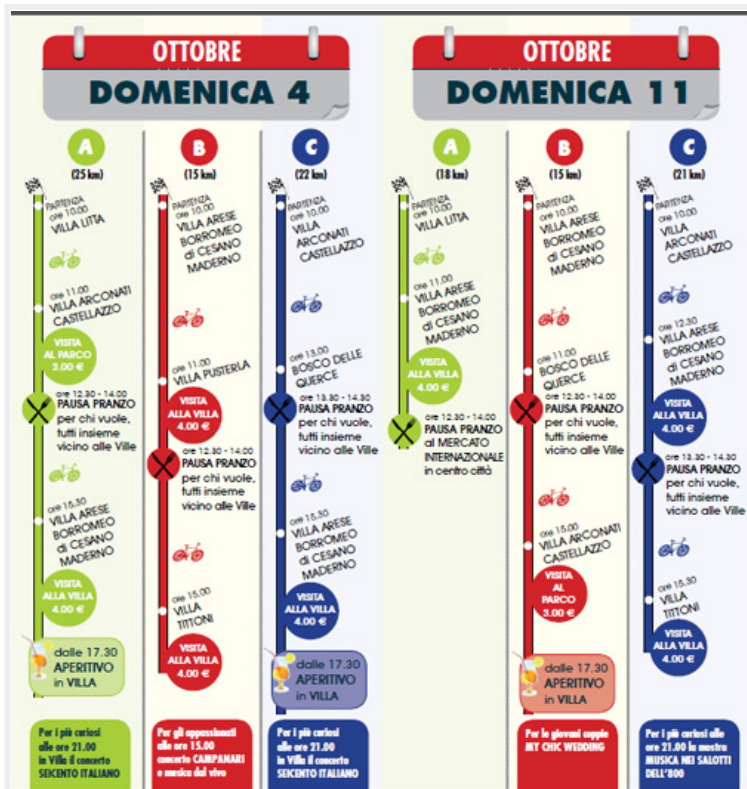 OTTOBRE
DOMENICA 4
A
(25 km)
PARTENZA
ore 10.00
VILLA LITTA
ore 11.00
VILLA ARCONATI
CASTELLAZZO
VISITA
AL PARCO
3.00 €
ore 12.30 - 14.00
PAUSA PRANZO
per chi vuole,
tutti insieme
vicino alle Ville
ore 15.30
VILLA ARESE
BORROMEO
di CESANO
MADERNO
VISITA
ALLA VILLA
4.00 €
dalle 17.30
APERITIVO
in VILLA
Per i più curiosi
alle ore 21.00
in Villa il concerto
SEICENTO ITALIANO
B
(15 km)
PARTENZA
ore 10.00
VILLA ARESE
BORROMEO
di CESANO
MADERNO
ore 11.00
VILLA PUSTERLA
VISITA
ALLA VILLA
4.00 €
ore 12.30 - 14.00
PAUSA PRANZO
per chi vuole,
tutti insieme
vicino alle Ville
ore 15.00
VILLA
TITTONI
VISITA
ALLA VILLA
4.00 €
Per gli appassionati
alle ore 15.00
concerto CAMPANARI
e musica dal vivo
C
(22 km)
PARTENZA
ore 10.00
VILLA
ARCONATI
CASTELLAZZO
ore 13.00
BOSCO DELLE
QUERCE
ore 13.30 - 14.30
PAUSA PRANZO
per chi vuole,
tutti insieme
vicino alle Ville
ore 15.30
VILLA ARESE
BORROMEO
di CESANO
MADERNO
VISITA
ALLA VILLA
4.00 €
dalle 17.30
APERITIVO
in VILLA
Per i più curiosi
alle ore 21.00
in Villa il concerto
SEICENTO ITALIANO
OTTOBRE
DOMENICA 11
A
(18 km)
PARTENZA
ore 10.00
VILLA LITTA
ore 11.00
VILLA ARESE
BORROMEO
di CESANO
MADERNO
VISITA
ALLA VILLA
4.00 €
ore 12.30 - 14.00
PAUSA PRANZO
al MERCATO
INTERNAZIONALE
in centro città
B
(15 km)
PARTENZA
ore 10.00
VILLA ARESE
BORROMEO
di CESANO
MADERNO
ore 11.00
BOSCO DELLE
QUERCE
ore 12.30 - 14.00
PAUSA PRANZO
per chi vuole,
tutti insieme
vicino alle Ville
ore 15.00
VILLA ARCONATI
CASTELLAZZO
VISITA
AL
PARCO
3.00 €
dalle 17.30
APERITIVO
in VILLA
Per le giovani coppie
MY CHIC WEDDING
C
(21 km)
PARTENZA
ore 10.00
VILLA
ARCONATI
CASTELLAZZO
ore 12.30
VILLA ARESE
BORROMEO
di CESANO
MADERNO
VISITA
ALLA VILLA
4.00 €
ore 13.30 - 14.30
PAUSA PRANZO
per chi vuole,
tutti insieme
vicino alle Ville
ore 15.30
VILLA
TITTONI
VISITA
ALLA VILLA
4.00 €
Per i più curiosi alle
ore 21.00 la mostra
MUSICA NEI SALOTTI
DELL'800